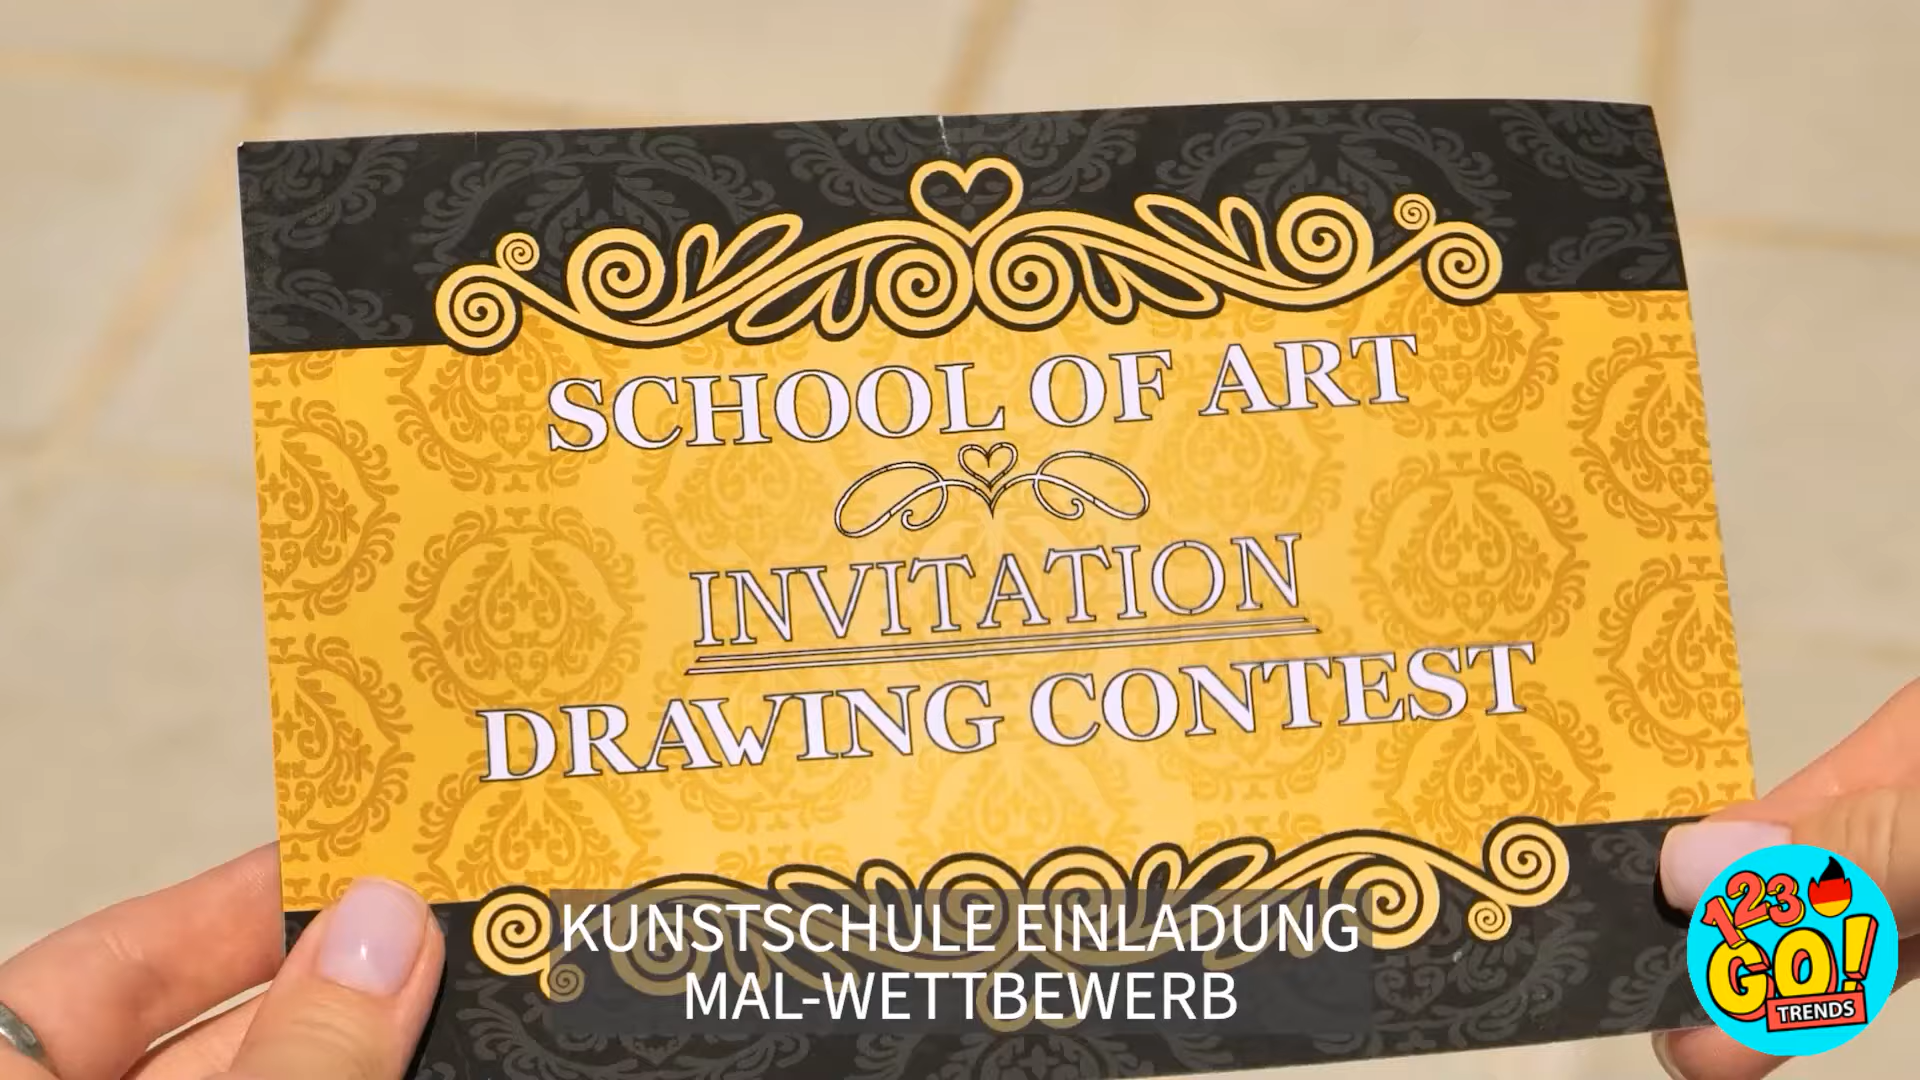 SCHOOL OF ART
INVITATION
DRAWING CONTEST
KUNSTSCHULE EINLADUNG
MAL-WETTBEWERB
123
GO!
TRENDS